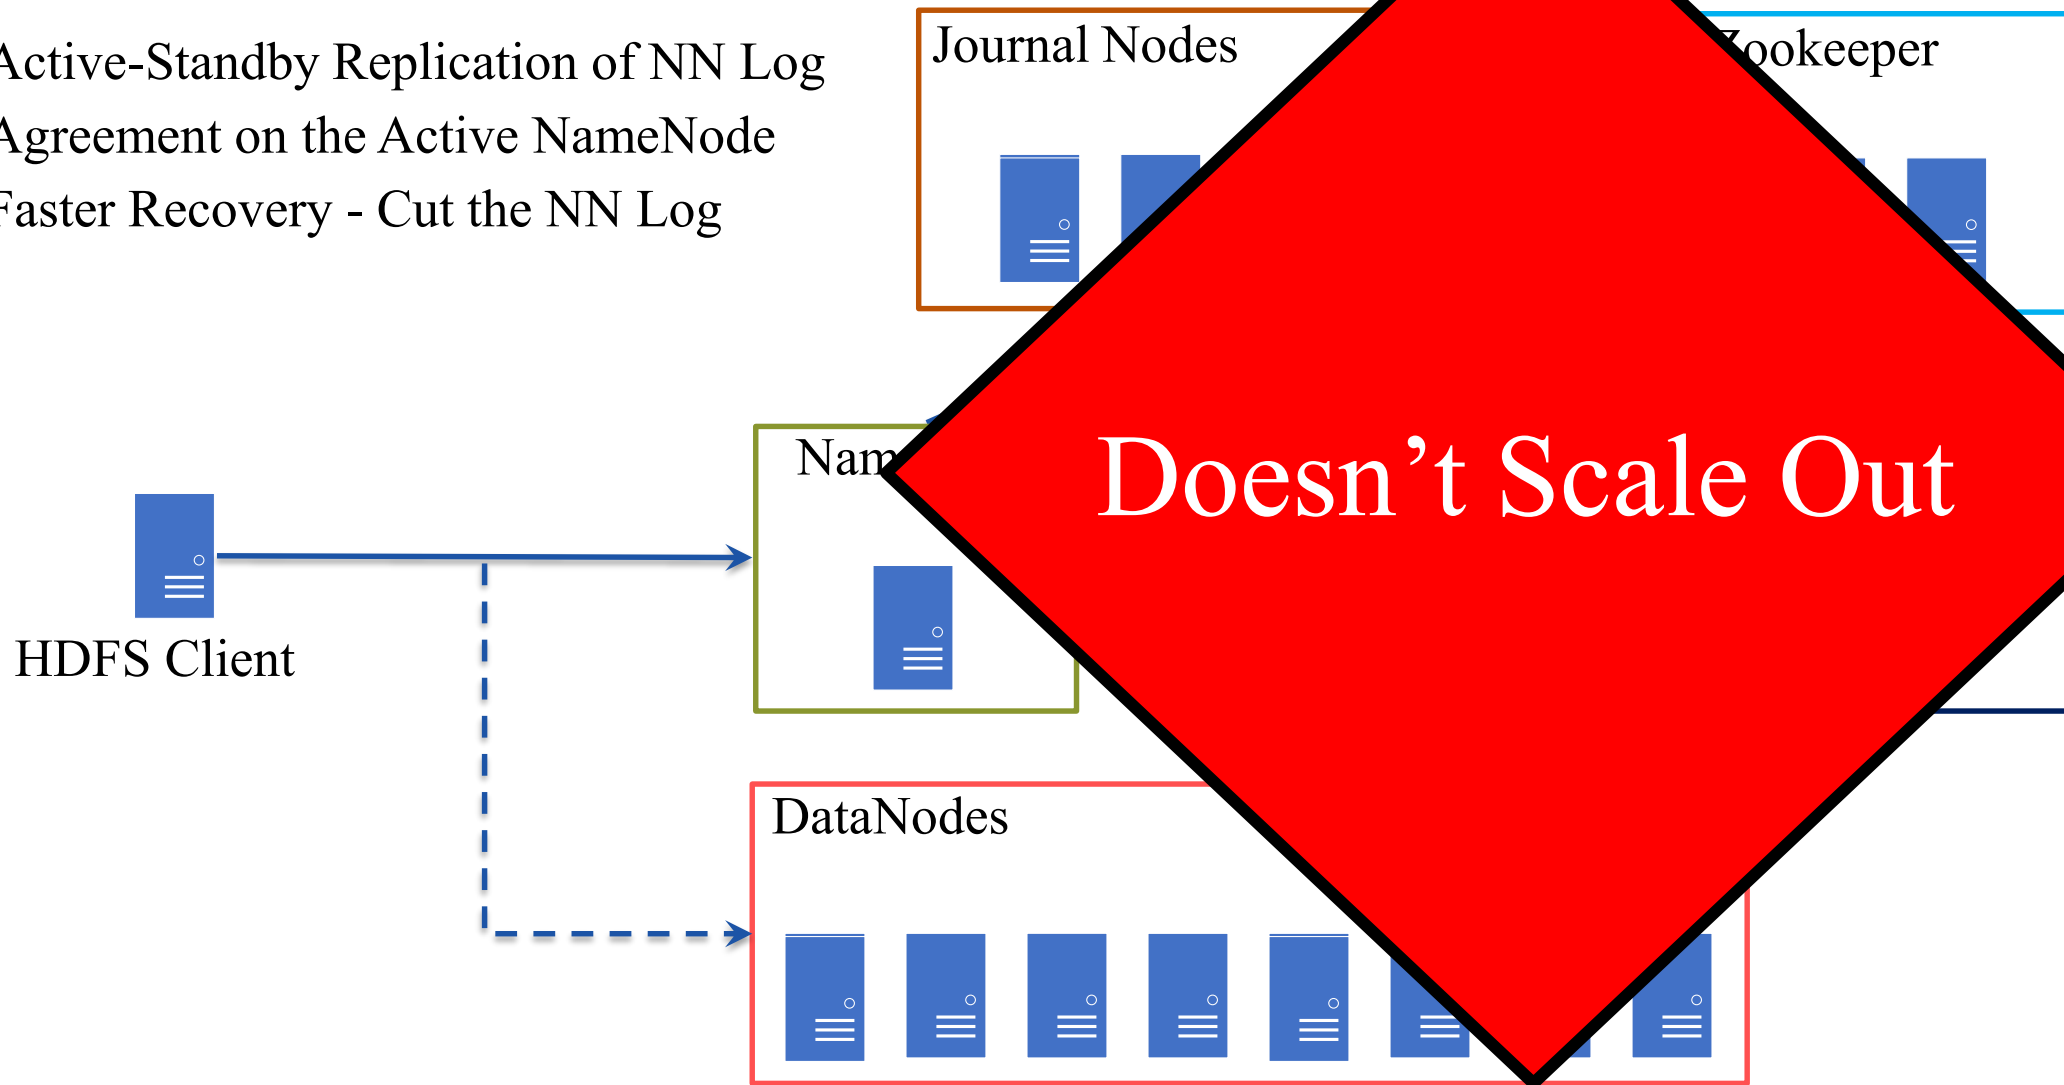 Active-Standby Replication of NN Log
Agreement on the Active NameNode
Faster Recovery - Cut the NN Log
Journal Nodes
Zookeeper
Nam
Doesn’t Scale Out
HDFS Client
DataNodes